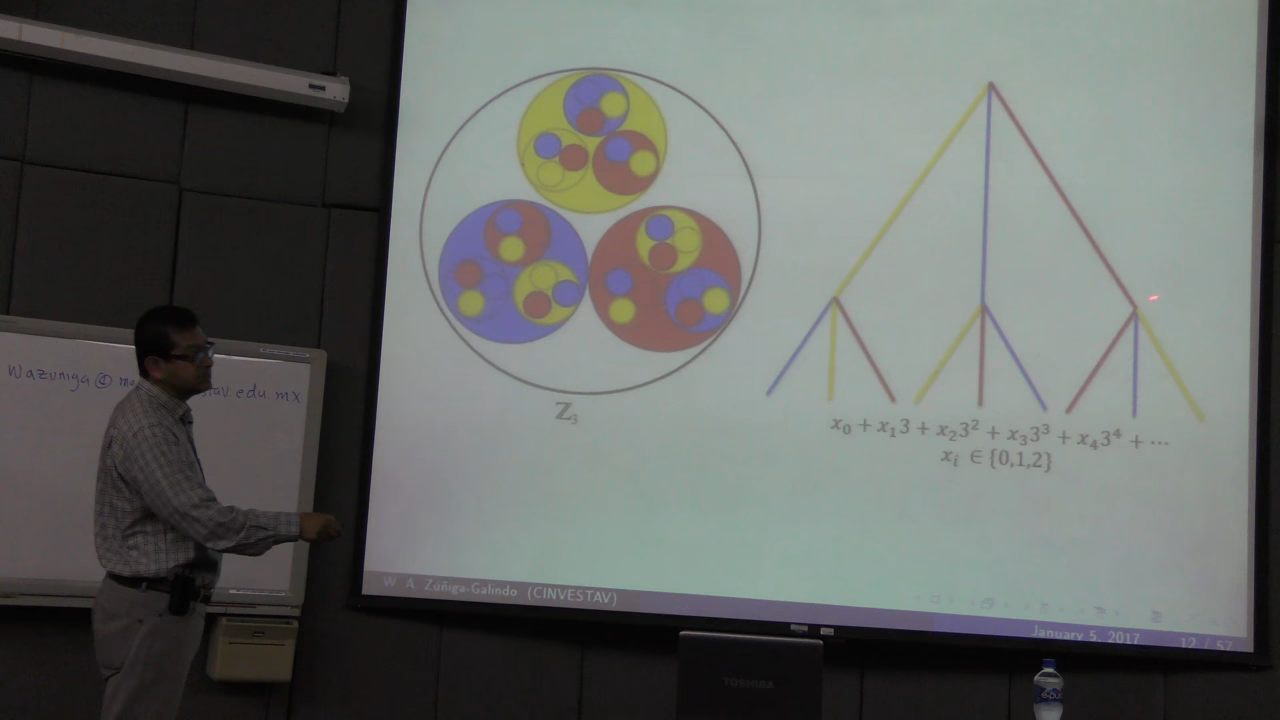 wazuniga@ma
tav.edu.mx
ℤ₃
x₀ + x₁3 + x₂3² + x₃3³ + x₄3⁴ + ⋯
xᵢ ∈ {0,1,2}
W. A. Zúñiga-Galindo (CINVESTAV)
January 5, 2017
12 / 57
TOSHIBA